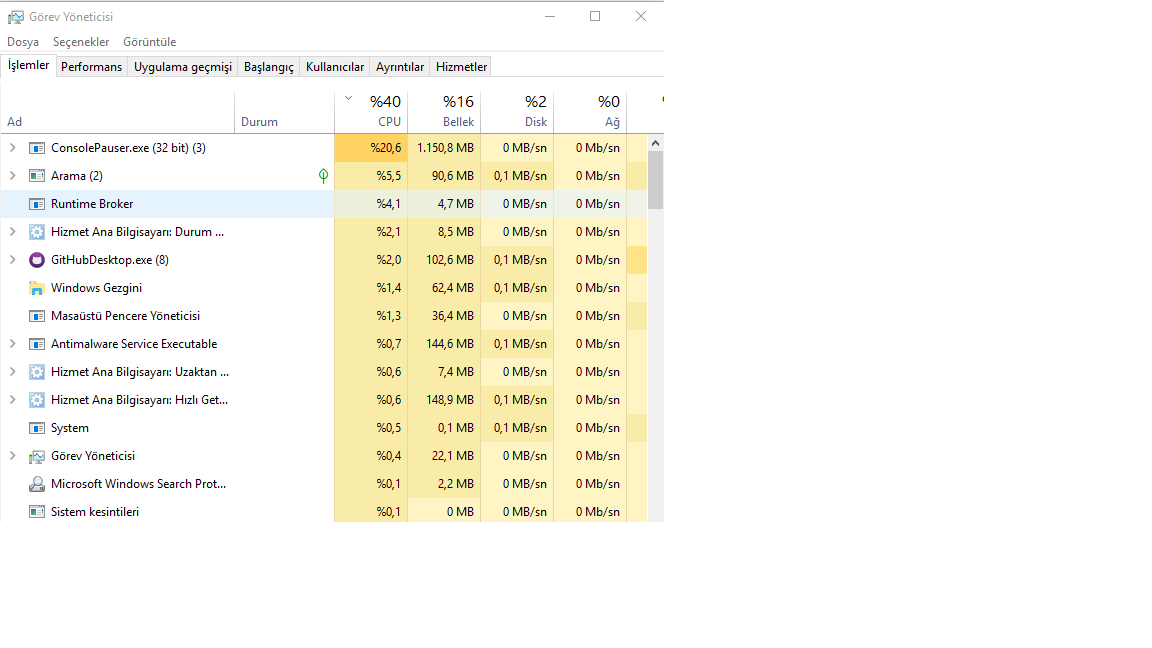 Görev Yöneticisi
Dosya Seçenekler Görüntüle
İşlemler Performans Uygulama geçmişi Başlangıç Kullanıcılar Ayrıntılar Hizmetler
%40 %16 %2 %0
Ad Durum CPU Bellek Disk Ağ
ConsolePauser.exe (32 bit) (3) %20,6 1.150,8 MB 0 MB/sn 0 Mb/sn
Arama (2) %5,5 90,6 MB 0,1 MB/sn 0 Mb/sn
Runtime Broker %4,1 4,7 MB 0 MB/sn 0 Mb/sn
Hizmet Ana Bilgisayarı: Durum ... %2,1 8,5 MB 0 MB/sn 0 Mb/sn
GitHubDesktop.exe (8) %2,0 102,6 MB 0,1 MB/sn 0 Mb/sn
Windows Gezgini %1,4 62,4 MB 0,1 MB/sn 0 Mb/sn
Masaüstü Pencere Yöneticisi %1,3 36,4 MB 0 MB/sn 0 Mb/sn
Antimalware Service Executable %0,7 144,6 MB 0,1 MB/sn 0 Mb/sn
Hizmet Ana Bilgisayarı: Uzaktan ... %0,6 7,4 MB 0 MB/sn 0 Mb/sn
Hizmet Ana Bilgisayarı: Hızlı Get... %0,6 148,9 MB 0,1 MB/sn 0 Mb/sn
System %0,5 0,1 MB 0,1 MB/sn 0 Mb/sn
Görev Yöneticisi %0,4 22,1 MB 0 MB/sn 0 Mb/sn
Microsoft Windows Search Prot... %0,1 2,2 MB 0 MB/sn 0 Mb/sn
Sistem kesintileri %0,1 0 MB 0 MB/sn 0 Mb/sn